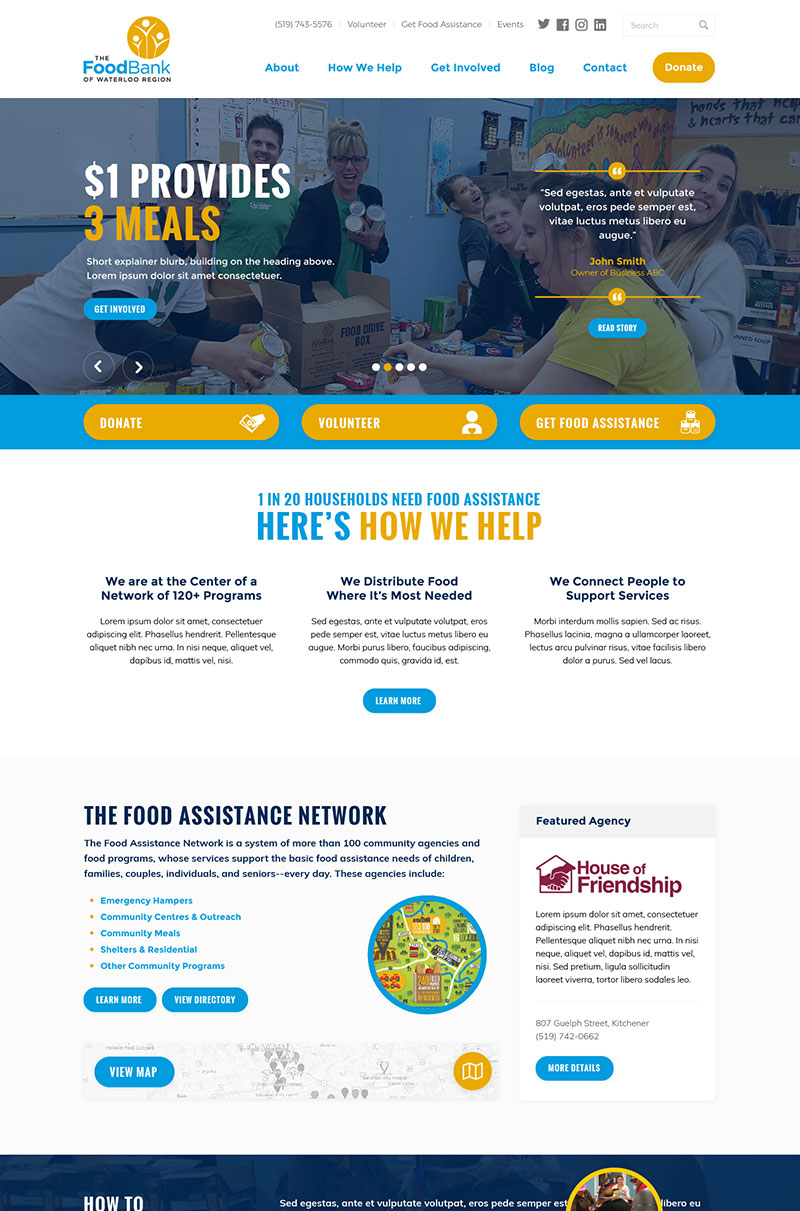 (519) 743-5576 | Volunteer | Get Food Assistance | Events
Search
THE
FoodBank
OF WATERLOO REGION
About
How We Help
Get Involved
Blog
Contact
Donate
$1 PROVIDES
3 MEALS
Short explainer blurb, building on the heading above.
Lorem ipsum dolor sit amet consectetuer.
GET INVOLVED
FOOD DRIVE
BOX
& SAFETY
hands that help
& hearts that
“Sed egestas, ante et vulputate
volutpat, eros pede semper est,
vitae luctus metus libero eu
augue.”
John Smith
Owner of Business ABC
READ STORY
DONATE
VOLUNTEER
GET FOOD ASSISTANCE
1 IN 20 HOUSEHOLDS NEED FOOD ASSISTANCE
HERE’S HOW WE HELP
We are at the Center of a
Network of 120+ Programs
Lorem ipsum dolor sit amet, consectetuer
adipiscing elit. Phasellus hendrerit. Pellentesque
aliquet nibh nec urna. In nisi neque, aliquet vel,
dapibus id, mattis vel, nisi.
We Distribute Food
Where It’s Most Needed
Sed egestas, ante et vulputate volutpat, eros
pede semper est, vitae luctus metus libero eu
augue. Morbi purus libero, faucibus adipiscing,
commodo quis, gravida id, est.
We Connect People to
Support Services
Morbi interdum mollis sapien. Sed ac risus.
Phasellus lacinia, magna a ullamcorper laoreet,
lectus arcu pulvinar risus, vitae facilisis libero
dolor a purus. Sed vel lacus.
LEARN MORE
THE FOOD ASSISTANCE NETWORK
The Food Assistance Network is a system of more than 100 community agencies and
food programs, whose services support the basic food assistance needs of children,
families, couples, individuals, and seniors--every day. These agencies include:
Emergency Hampers
Community Centres & Outreach
Community Meals
Shelters & Residential
Other Community Programs
LEARN MORE
VIEW DIRECTORY
VIEW MAP
Featured Agency
House of
Friendship
Lorem ipsum dolor sit amet, consectetuer
adipiscing elit. Phasellus hendrerit.
Pellentesque aliquet nibh nec urna. In nisi
neque, aliquet vel, dapibus id, mattis vel,
nisi. Sed pretium, ligula sollicitudin
laoreet viverra, tortor libero sodales leo.
807 Guelph Street, Kitchener
(519) 742-0662
MORE DETAILS
HOW TO
Sed egestas, ante et vulputate volutpat, eros pede semper est
libero eu